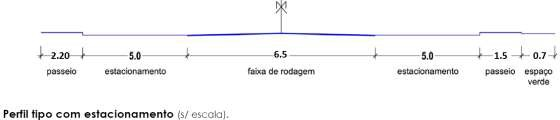 2.20 5.0 6.5 5.0 1.5 0.7
passeio estacionamento faixa de rodagem estacionamento passeio espaço
verde
Perfil tipo com estacionamento (s/ escala).